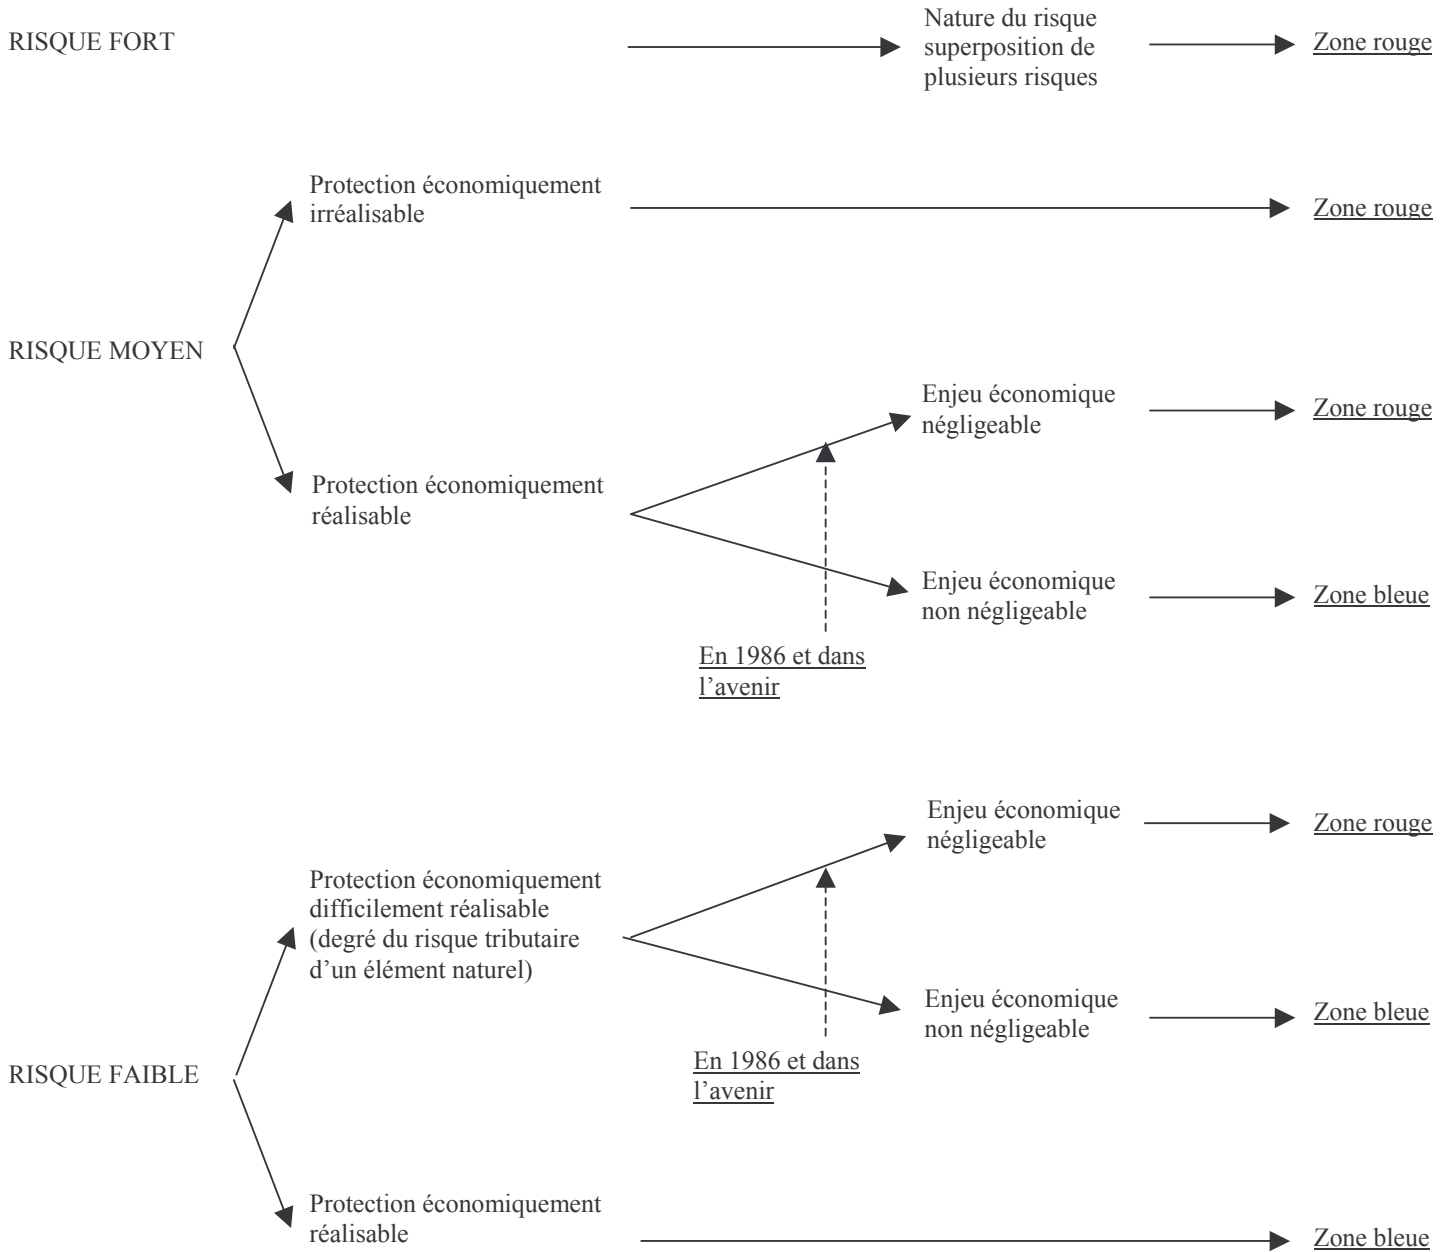 RISQUE FORT
Nature du risque
superposition de
plusieurs risques
Zone rouge
Protection économiquement
irréalisable
Zone rouge
RISQUE MOYEN
Enjeu économique
négligeable
Zone rouge
Protection économiquement
réalisable
Enjeu économique
non négligeable
Zone bleue
En 1986 et dans
l’avenir
Enjeu économique
négligeable
Zone rouge
Protection économiquement
difficilement réalisable
(degré du risque tributaire
d’un élément naturel)
Enjeu économique
non négligeable
Zone bleue
En 1986 et dans
l’avenir
RISQUE FAIBLE
Protection économiquement
réalisable
Zone bleue